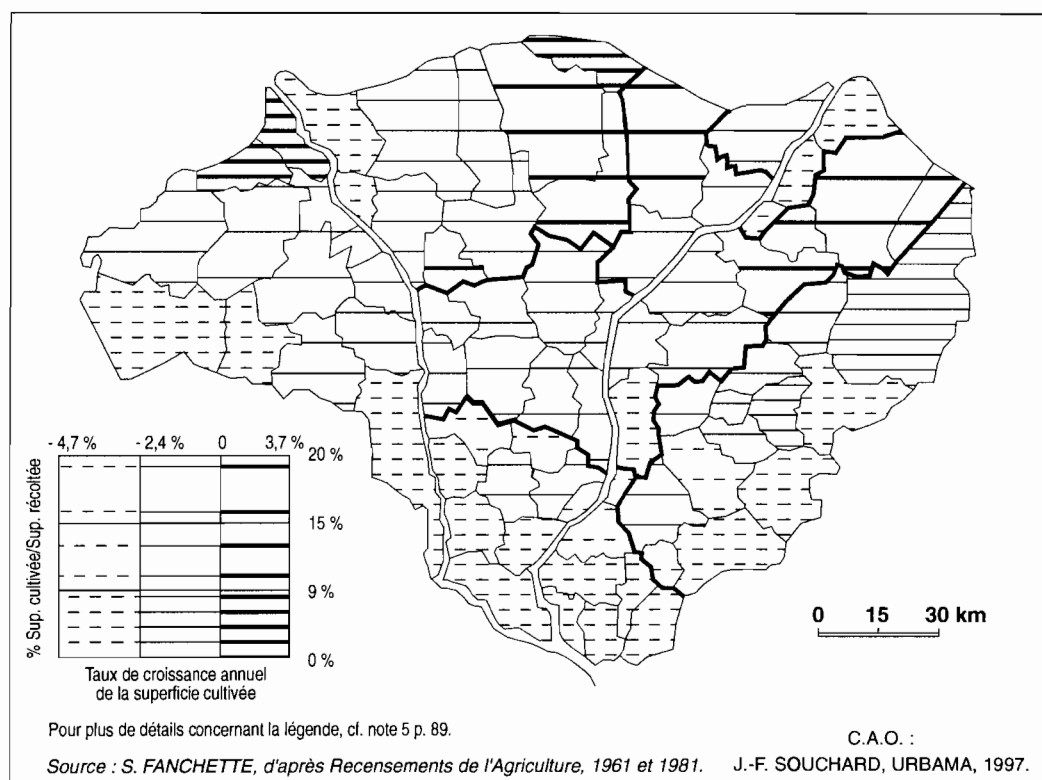 - 4,7 % - 2,4 % 0 3,7 %
20 %
15 %
9 %
0 %
% Sup. cultivée/Sup. récoltée
Taux de croissance annuel
de la superficie cultivée
0 15 30 km
Pour plus de détails concernant la légende, cf. note 5 p. 89.
Source : S. FANCHETTE, d'après Recensements de l'Agriculture, 1961 et 1981.
C.A.O. :
J.-F. SOUCHARD, URBAMA, 1997.